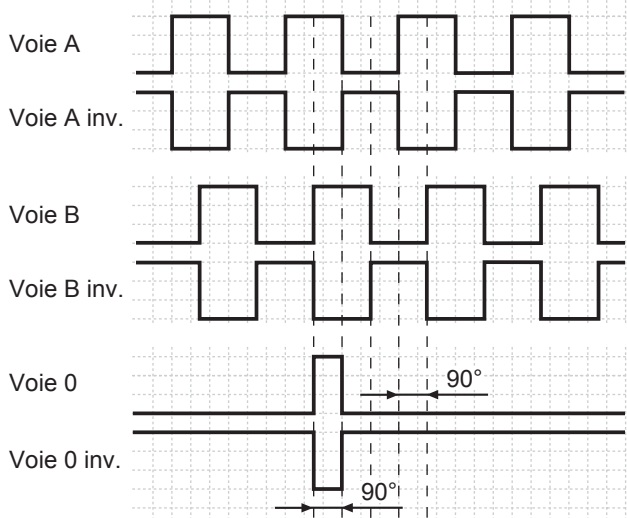 Voie A
Voie A inv.
Voie B
Voie B inv.
Voie 0
90°
Voie 0 inv.
90°